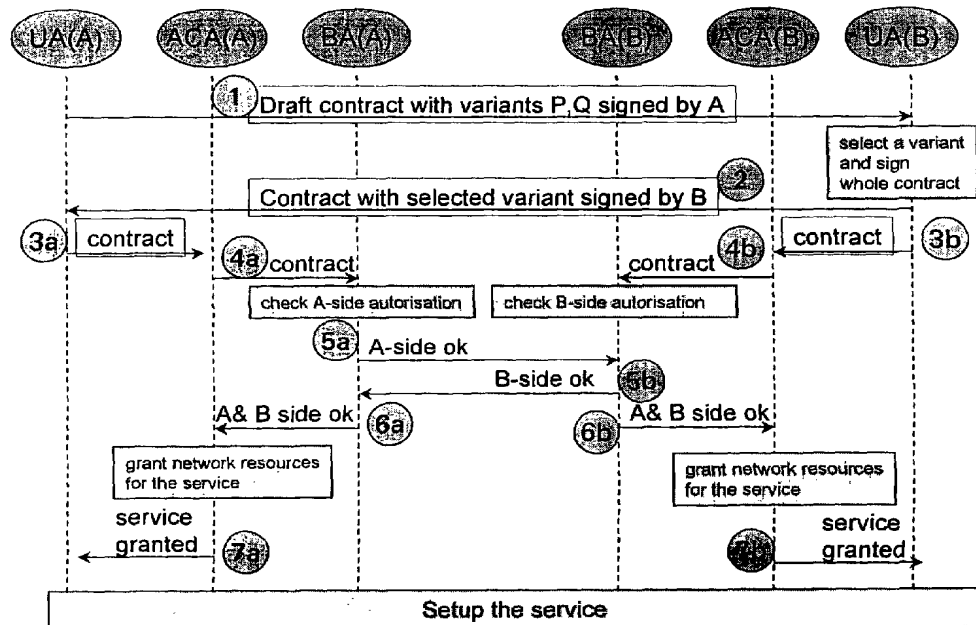 UA(A) ACA(A) BA(A) BA(B) ACA(B) UA(B)
1
Draft contract with variants P,Q signed by A
select a variant
and sign
whole contract
2
Contract with selected variant signed by B
3a
contract
4a
contract
contract
4b
contract
3b
check A-side autorisation
check B-side autorisation
5a
A-side ok
B-side ok
5b
A& B side ok
6a
6b
A& B side ok
grant network resources
for the service
grant network resources
for the service
service
granted
7a
7b
service
granted
Setup the service